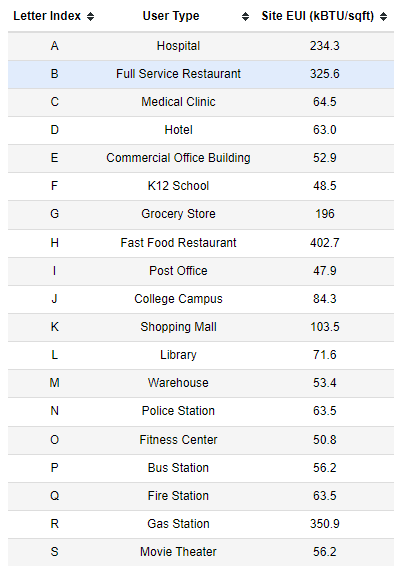 Letter Index User Type Site EUI (kBTU/sqft)
A Hospital 234.3
B Full Service Restaurant 325.6
C Medical Clinic 64.5
D Hotel 63.0
E Commercial Office Building 52.9
F K12 School 48.5
G Grocery Store 196
H Fast Food Restaurant 402.7
I Post Office 47.9
J College Campus 84.3
K Shopping Mall 103.5
L Library 71.6
M Warehouse 53.4
N Police Station 63.5
O Fitness Center 50.8
P Bus Station 56.2
Q Fire Station 63.5
R Gas Station 350.9
S Movie Theater 56.2